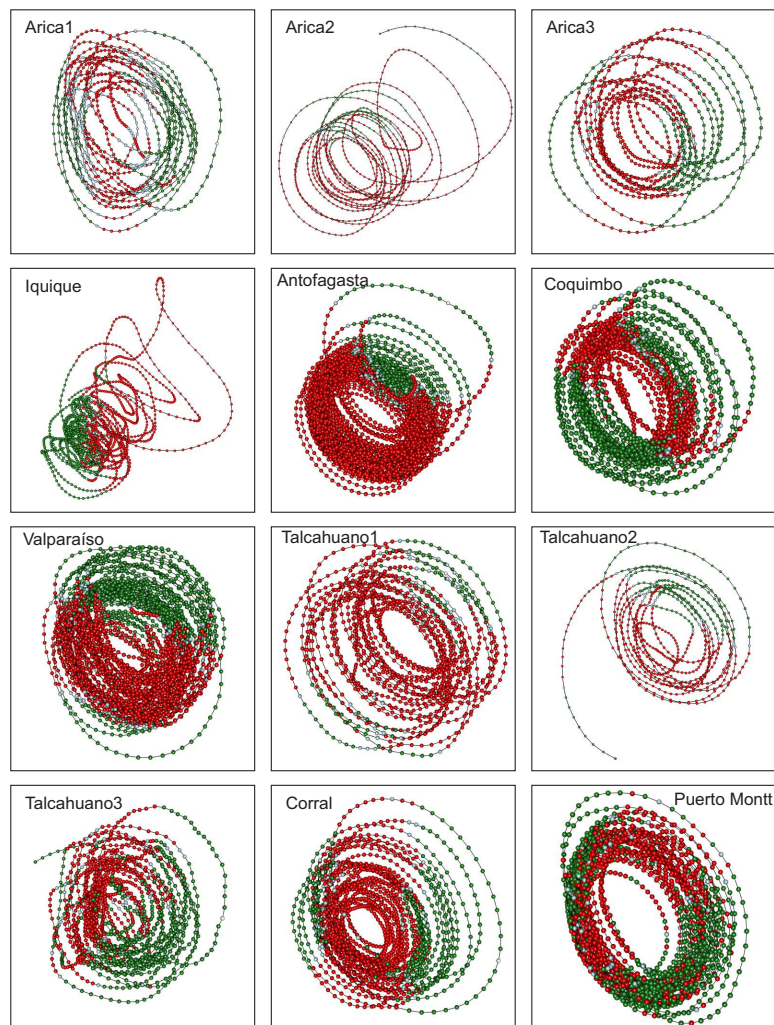 Arica1
Arica2
Arica3
Iquique
Antofagasta
Coquimbo
Valparaíso
Talcahuano1
Talcahuano2
Talcahuano3
Corral
Puerto Montt